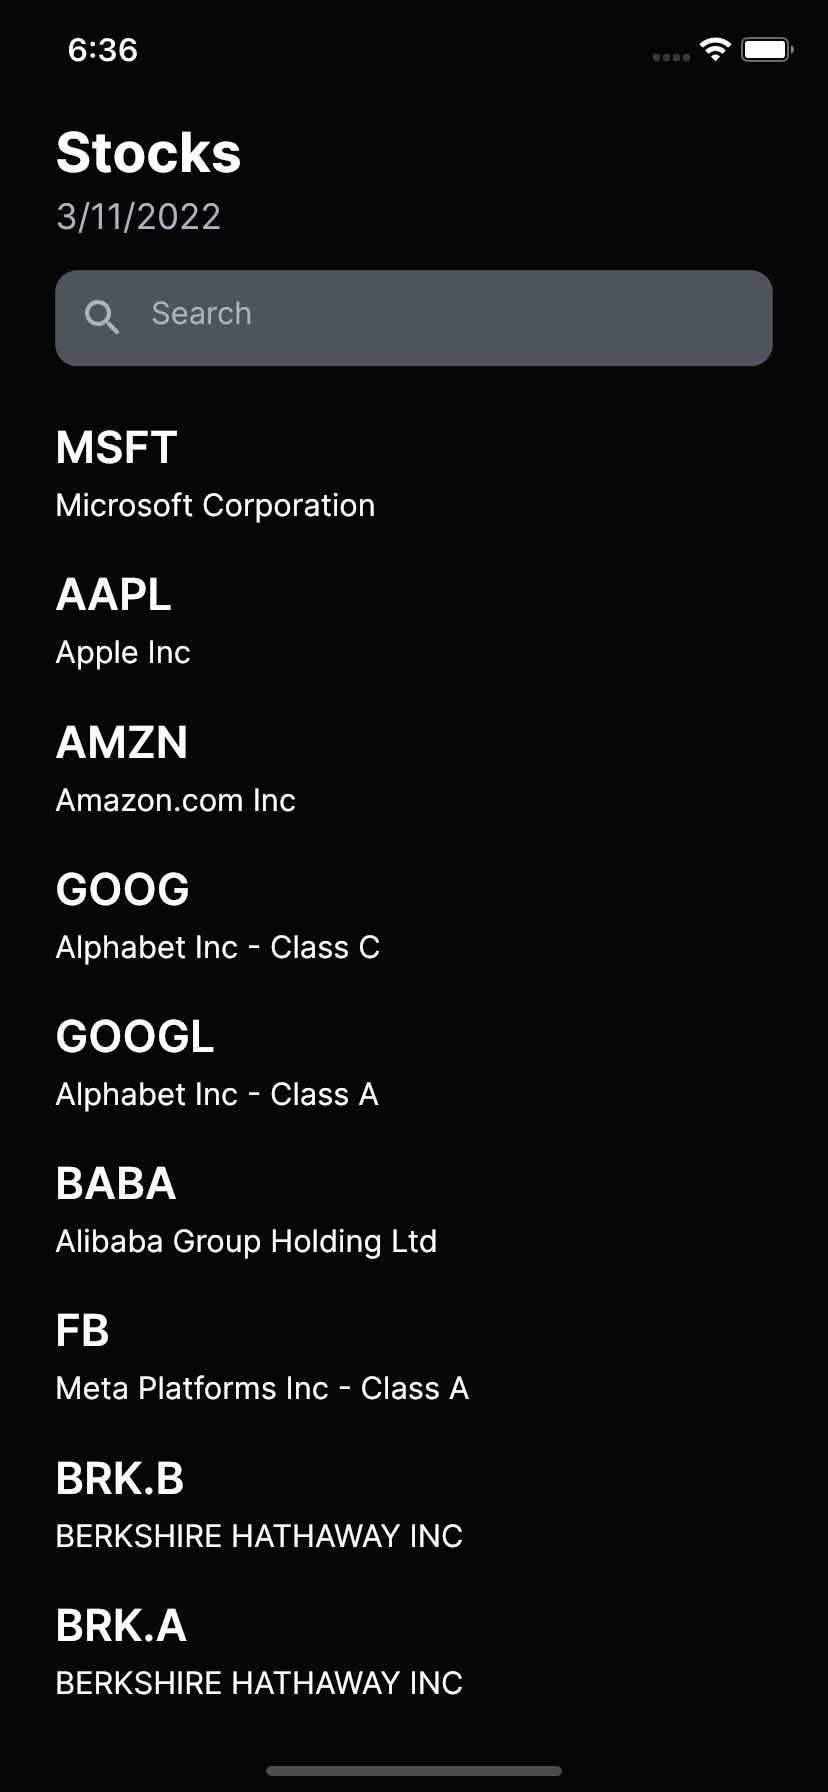 6:36
Stocks
3/11/2022
Search
MSFT
Microsoft Corporation
AAPL
Apple Inc
AMZN
Amazon.com Inc
GOOG
Alphabet Inc - Class C
GOOGL
Alphabet Inc - Class A
BABA
Alibaba Group Holding Ltd
FB
Meta Platforms Inc - Class A
BRK.B
BERKSHIRE HATHAWAY INC
BRK.A
BERKSHIRE HATHAWAY INC